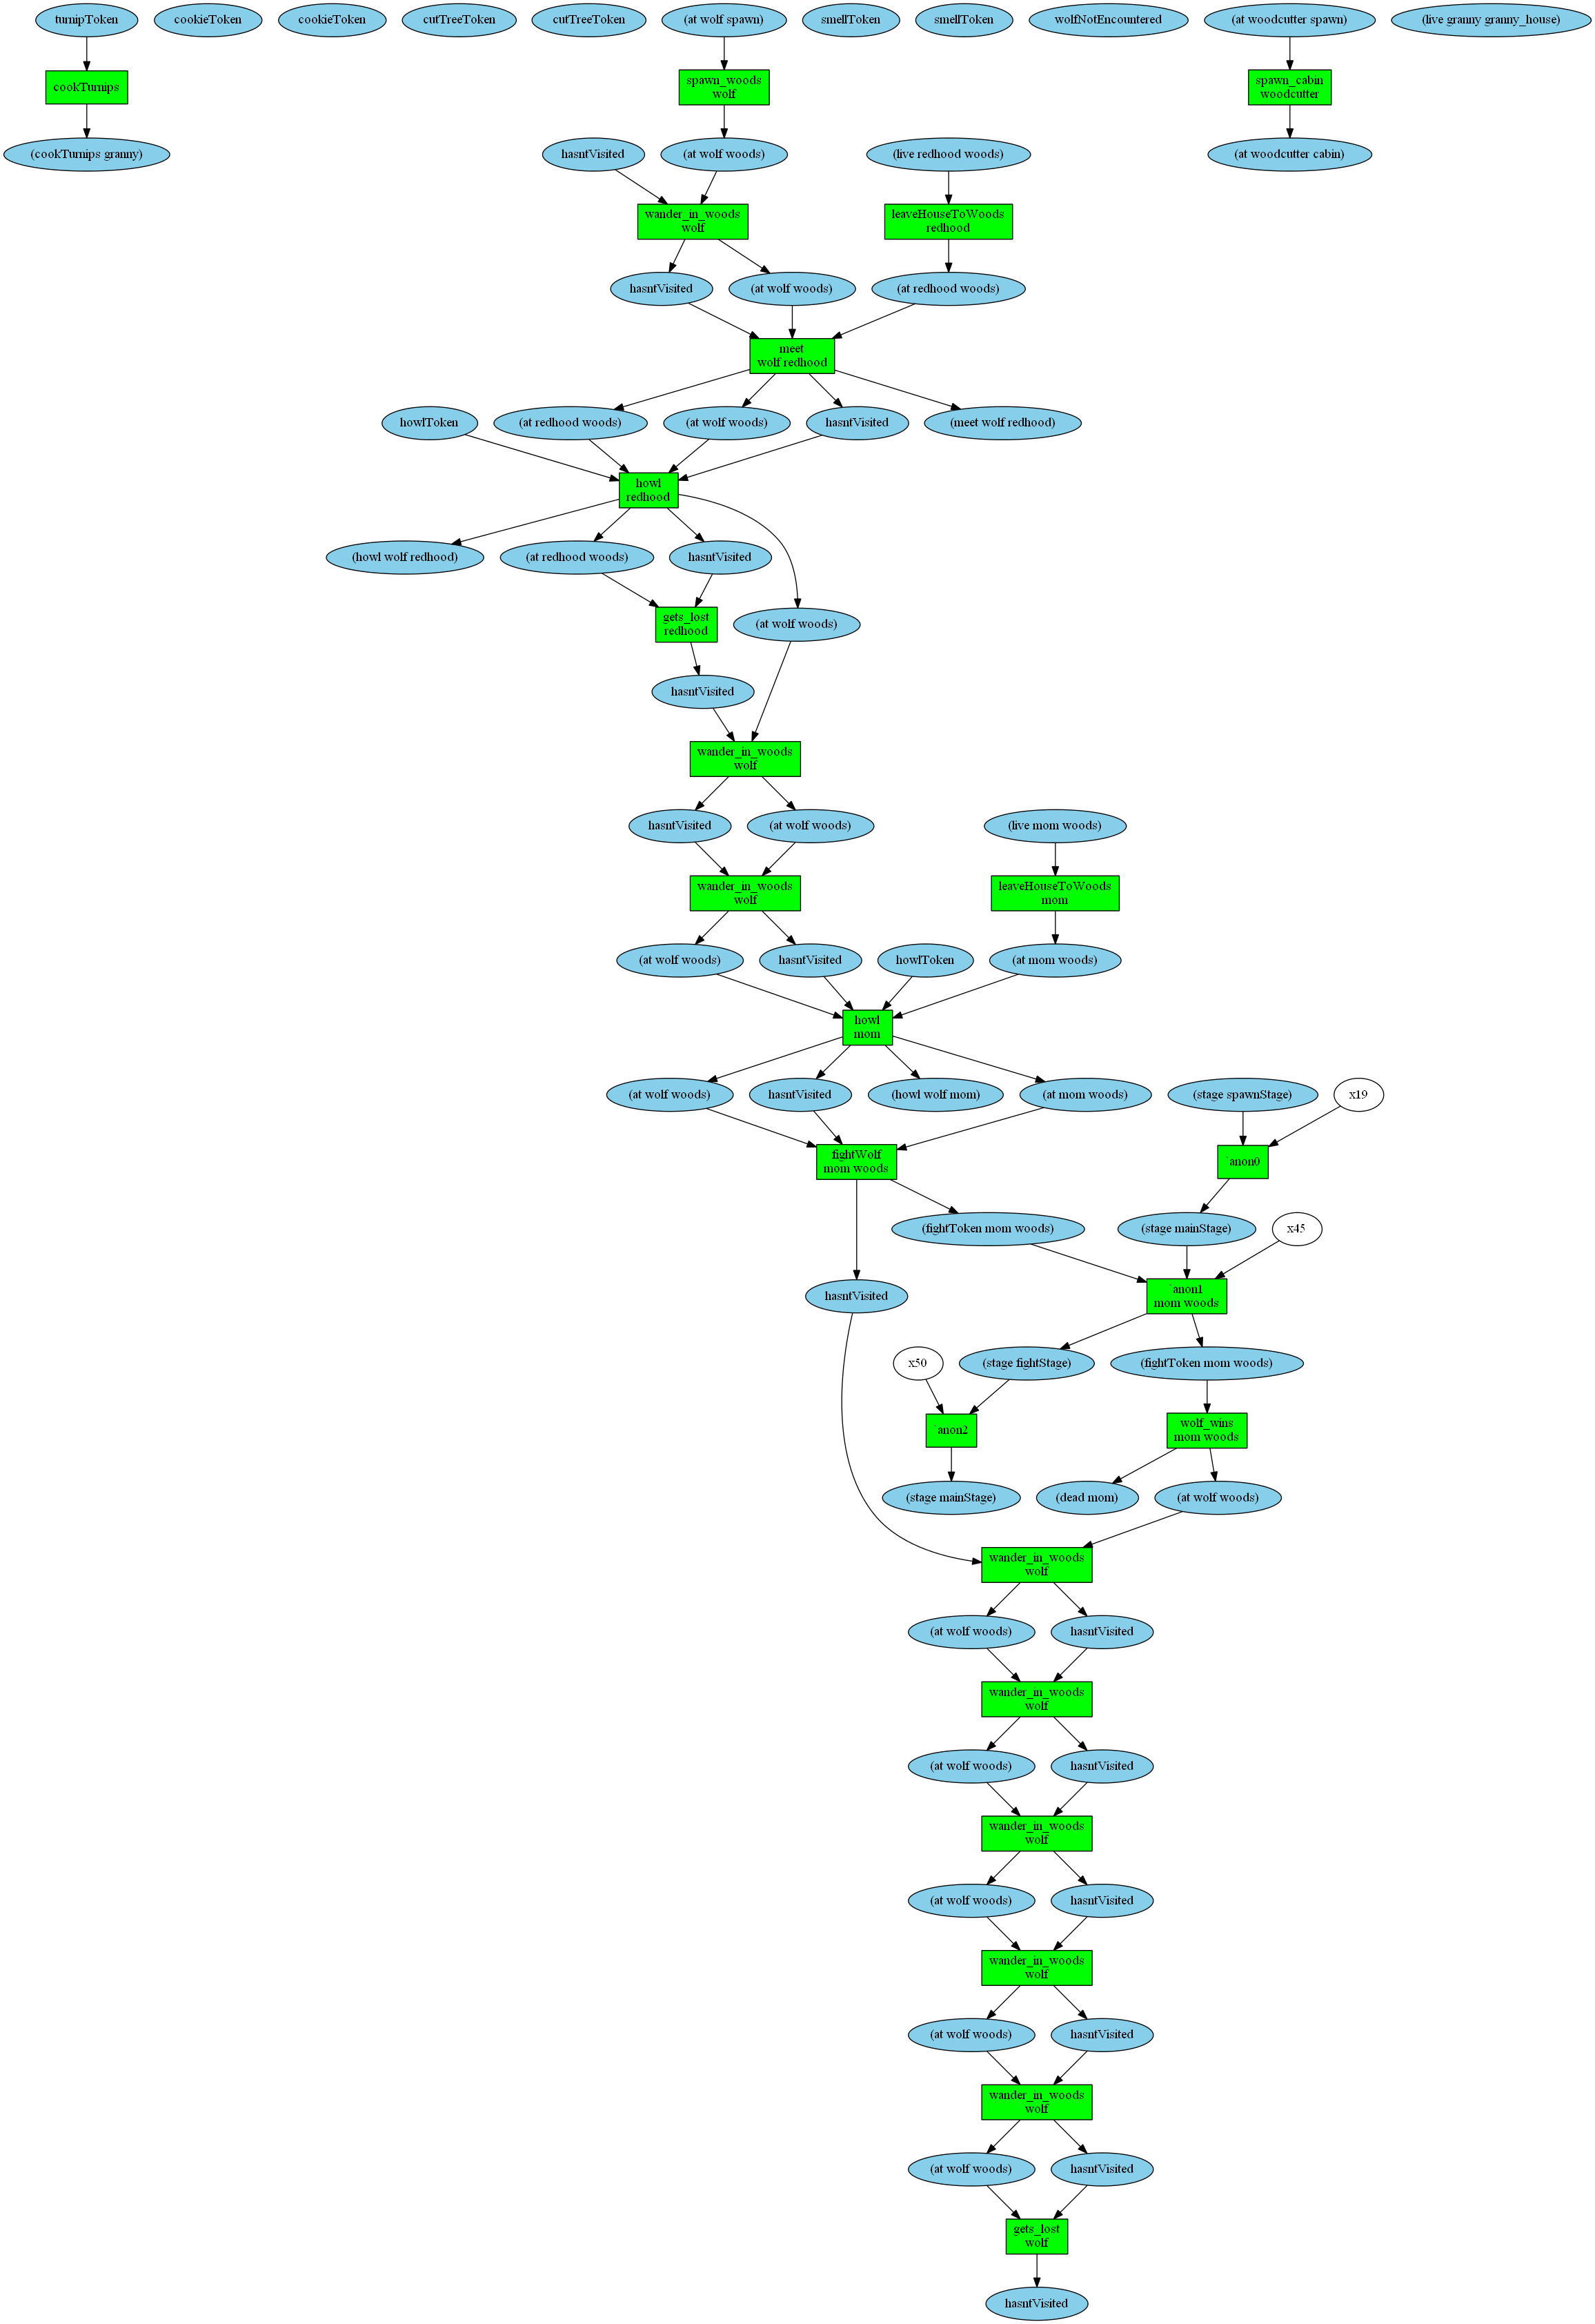 turnipToken
cookieToken
cookieToken
cutTreeToken
cutTreeToken
(at wolf spawn)
smellToken
smellToken
wolfNotEncountered
(at woodcutter spawn)
(live granny granny_house)
cookTurnips
spawn_woods
wolf
spawn_cabin
woodcutter
(cookTurnips granny)
hasntVisited
(at wolf woods)
(live redhood woods)
(at woodcutter cabin)
wander_in_woods
wolf
leaveHouseToWoods
redhood
hasntVisited
(at wolf woods)
(at redhood woods)
meet
wolf redhood
howlToken
(at redhood woods)
(at wolf woods)
hasntVisited
(meet wolf redhood)
howl
redhood
(howl wolf redhood)
(at redhood woods)
hasntVisited
gets_lost
redhood
(at wolf woods)
hasntVisited
wander_in_woods
wolf
hasntVisited
(at wolf woods)
(live mom woods)
wander_in_woods
wolf
leaveHouseToWoods
mom
(at wolf woods)
hasntVisited
howlToken
(at mom woods)
howl
mom
(at wolf woods)
hasntVisited
(howl wolf mom)
(at mom woods)
(stage spawnStage)
x19
fightWolf
mom woods
`anon0
(fightToken mom woods)
(stage mainStage)
x45
hasntVisited
`anon1
mom woods
x50
(stage fightStage)
(fightToken mom woods)
`anon2
wolf_wins
mom woods
(stage mainStage)
(dead mom)
(at wolf woods)
wander_in_woods
wolf
(at wolf woods)
hasntVisited
wander_in_woods
wolf
(at wolf woods)
hasntVisited
wander_in_woods
wolf
(at wolf woods)
hasntVisited
wander_in_woods
wolf
(at wolf woods)
hasntVisited
wander_in_woods
wolf
(at wolf woods)
hasntVisited
gets_lost
wolf
hasntVisited